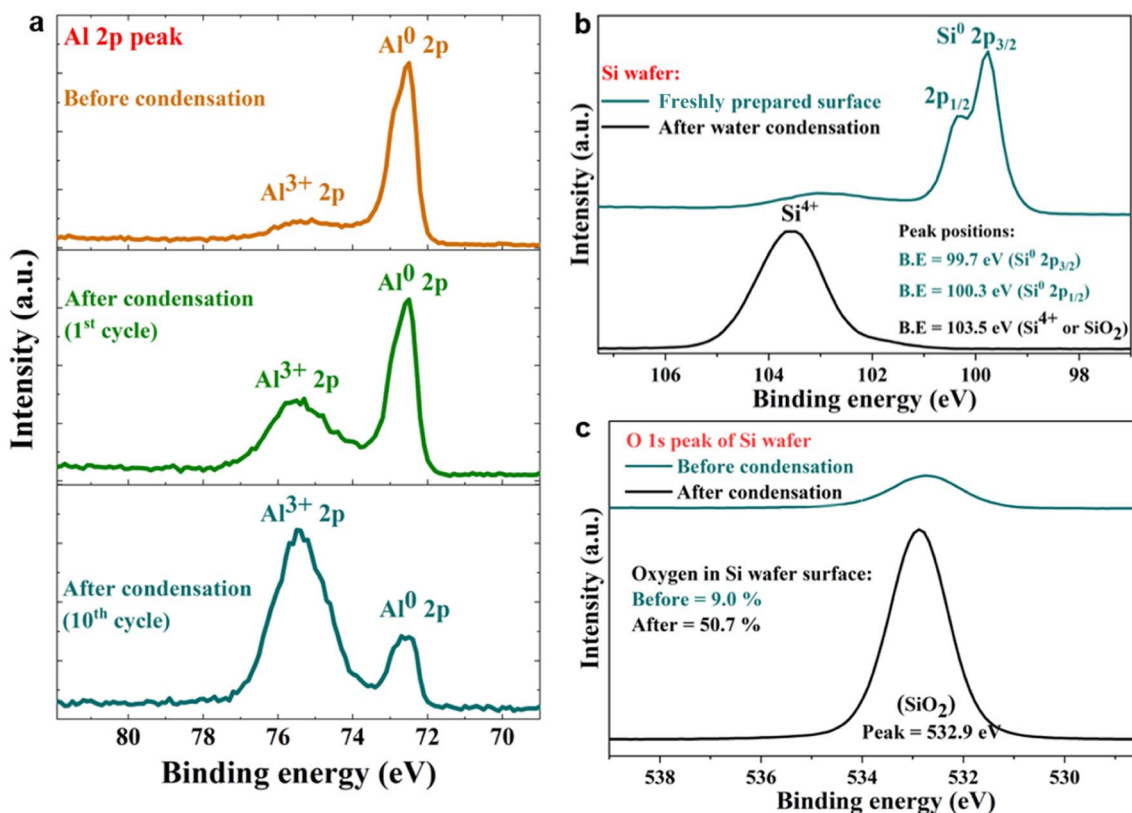 a
Al 2p peak
Al⁰ 2p
Before condensation
Al³⁺ 2p
Al⁰ 2p
After condensation
(1ˢᵗ cycle)
Al³⁺ 2p
Al³⁺ 2p
After condensation
(10ᵗʰ cycle)
Al⁰ 2p
Intensity (a.u.)
80 78 76 74 72 70
Binding energy (eV)
b
Si⁰ 2p₃/₂
Si wafer:
2p₁/₂
Freshly prepared surface
After water condensation
Si⁴⁺
Peak positions:
B.E = 99.7 eV (Si⁰ 2p₃/₂)
B.E = 100.3 eV (Si⁰ 2p₁/₂)
B.E = 103.5 eV (Si⁴⁺ or SiO₂)
Intensity (a.u.)
106 104 102 100 98
Binding energy (eV)
c
O 1s peak of Si wafer
Before condensation
After condensation
Oxygen in Si wafer surface:
Before = 9.0 %
After = 50.7 %
(SiO₂)
Peak = 532.9 eV
Intensity (a.u.)
538 536 534 532 530
Binding energy (eV)